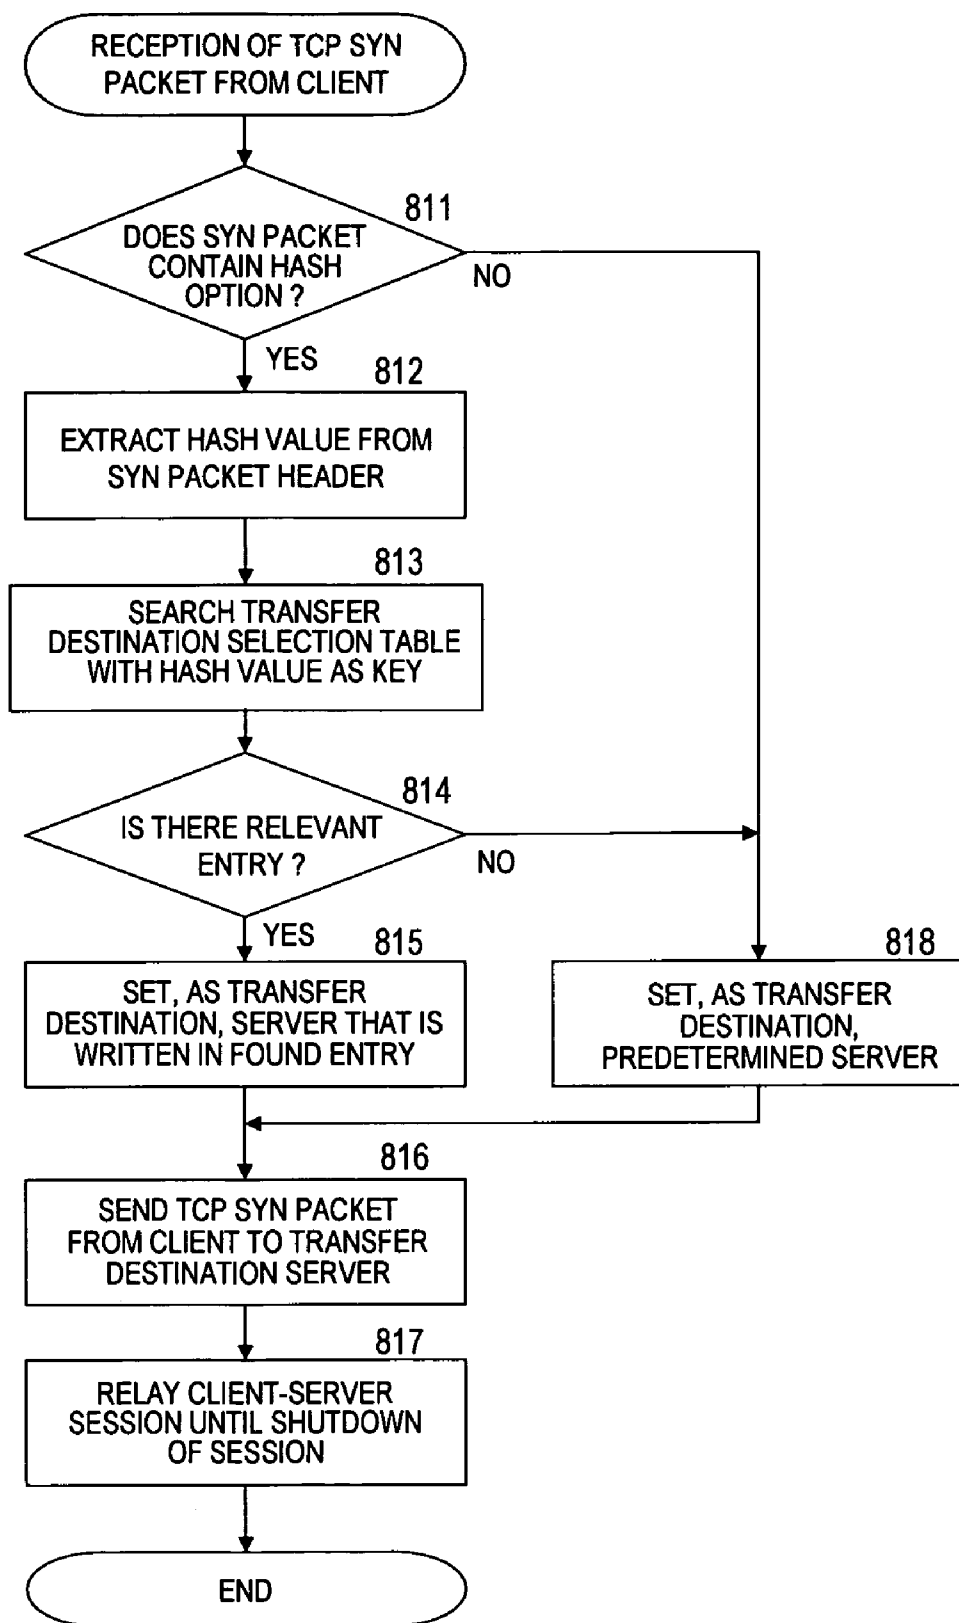 RECEPTION OF TCP SYN
PACKET FROM CLIENT
811
DOES SYN PACKET
CONTAIN HASH
OPTION ?
NO
YES
812
EXTRACT HASH VALUE FROM
SYN PACKET HEADER
813
SEARCH TRANSFER
DESTINATION SELECTION TABLE
WITH HASH VALUE AS KEY
814
IS THERE RELEVANT
ENTRY ?
NO
YES
815
SET, AS TRANSFER
DESTINATION, SERVER THAT IS
WRITTEN IN FOUND ENTRY
818
SET, AS TRANSFER
DESTINATION,
PREDETERMINED SERVER
816
SEND TCP SYN PACKET
FROM CLIENT TO TRANSFER
DESTINATION SERVER
817
RELAY CLIENT-SERVER
SESSION UNTIL SHUTDOWN
OF SESSION
END